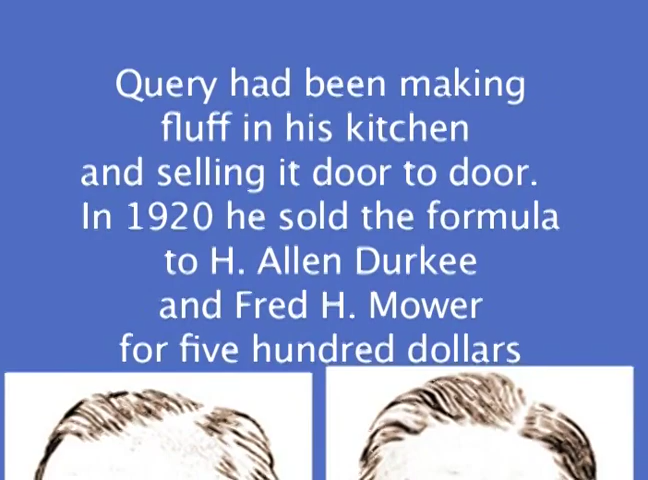 Query had been making
fluff in his kitchen
and selling it door to door.
In 1920 he sold the formula
to H. Allen Durkee
and Fred H. Mower
for five hundred dollars